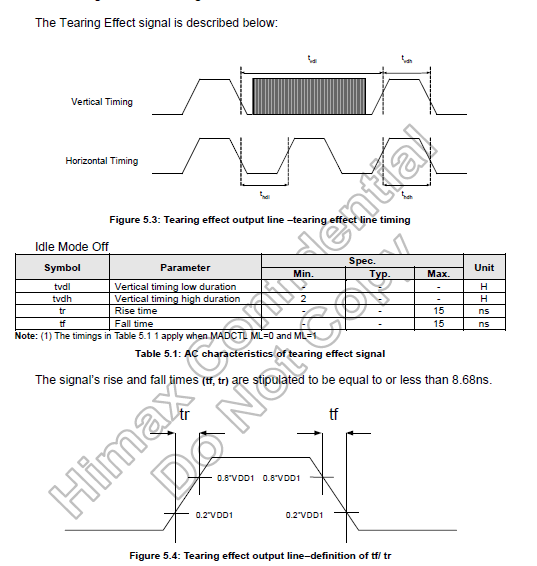 The Tearing Effect signal is described below:
tvdl
tvdh
Vertical Timing
Horizontal Timing
thdl
thdh
Figure 5.3: Tearing effect output line –tearing effect line timing
Idle Mode Off
Symbol Parameter Spec. Unit
Min. Typ. Max.
tvdl Vertical timing low duration - - - H
tvdh Vertical timing high duration 2 - - H
tr Rise time - - 15 ns
tf Fall time - - 15 ns
Note: (1) The timings in Table 5.1 1 apply when MADCTL ML=0 and ML=1
Table 5.1: AC characteristics of tearing effect signal
The signal's rise and fall times (tf, tr) are stipulated to be equal to or less than 8.68ns.
tr tf
0.8*VDD1 0.8*VDD1
0.2*VDD1 0.2*VDD1
Figure 5.4: Tearing effect output line–definition of tf/ tr
Himax Confidential
Do Not Copy